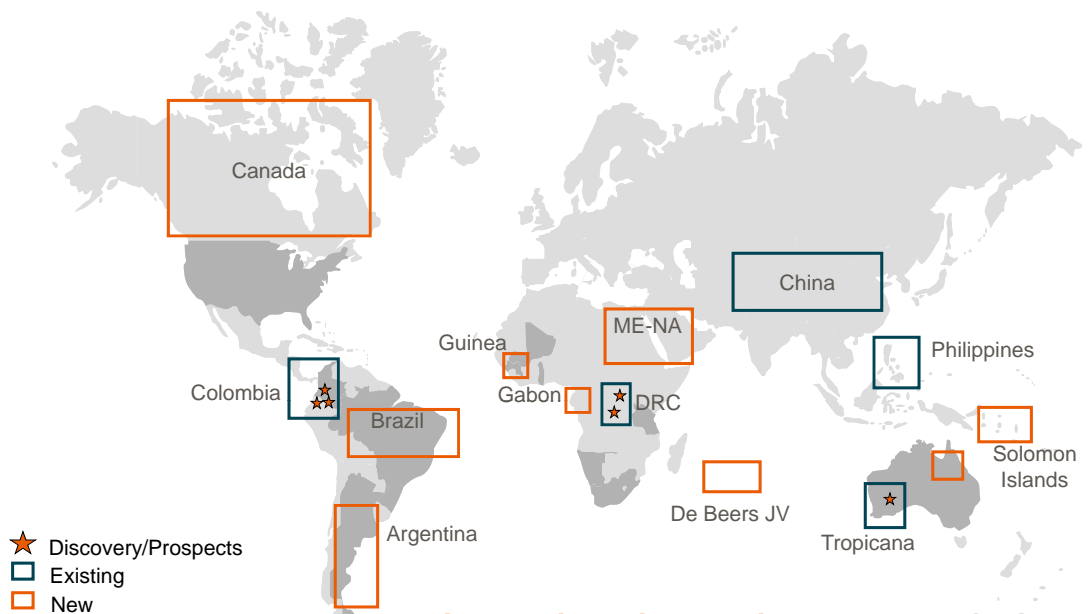 Canada
China
ME-NA
Guinea
Philippines
Colombia
Gabon
DRC
Brazil
Solomon
Islands
De Beers JV
Argentina
Tropicana
Discovery/Prospects
Existing
New